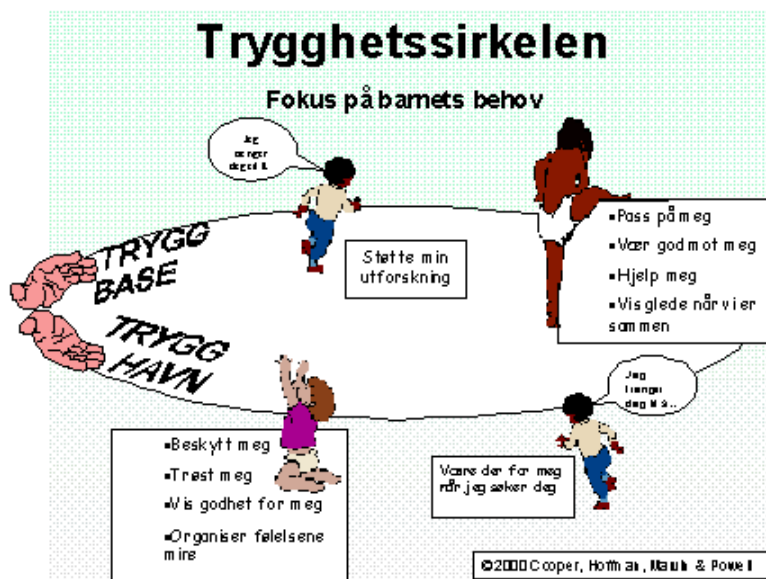 Trygghetssirkelen
Fokus på barnets behov
Jeg
trenger
deg til å..
TRYGG
BASE
Støtte min
utforskning
▪Pass på meg
▪Vær god mot meg
▪Hjelp meg
▪Vis glede når vi er
sammen
TRYGG
HAVN
Jeg
trenger
deg til å...
▪Beskytt meg
▪Trøst meg
▪Vis godhet for meg
▪Organiser følelsene
mine
Være der for meg
når jeg søker deg
©2000 Cooper, Hoffman, Marvin & Powell